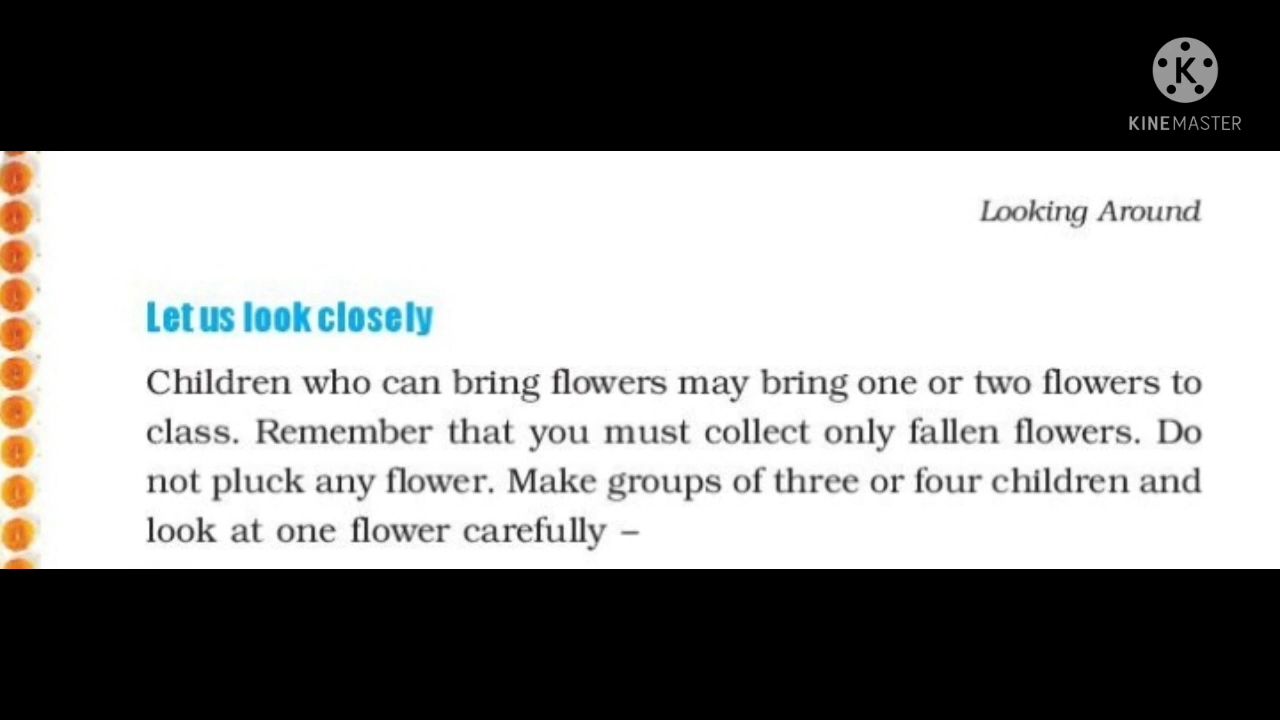 K
KINEMASTER
Looking Around
Let us look closely
Children who can bring flowers may bring one or two flowers to
class. Remember that you must collect only fallen flowers. Do
not pluck any flower. Make groups of three or four children and
look at one flower carefully –